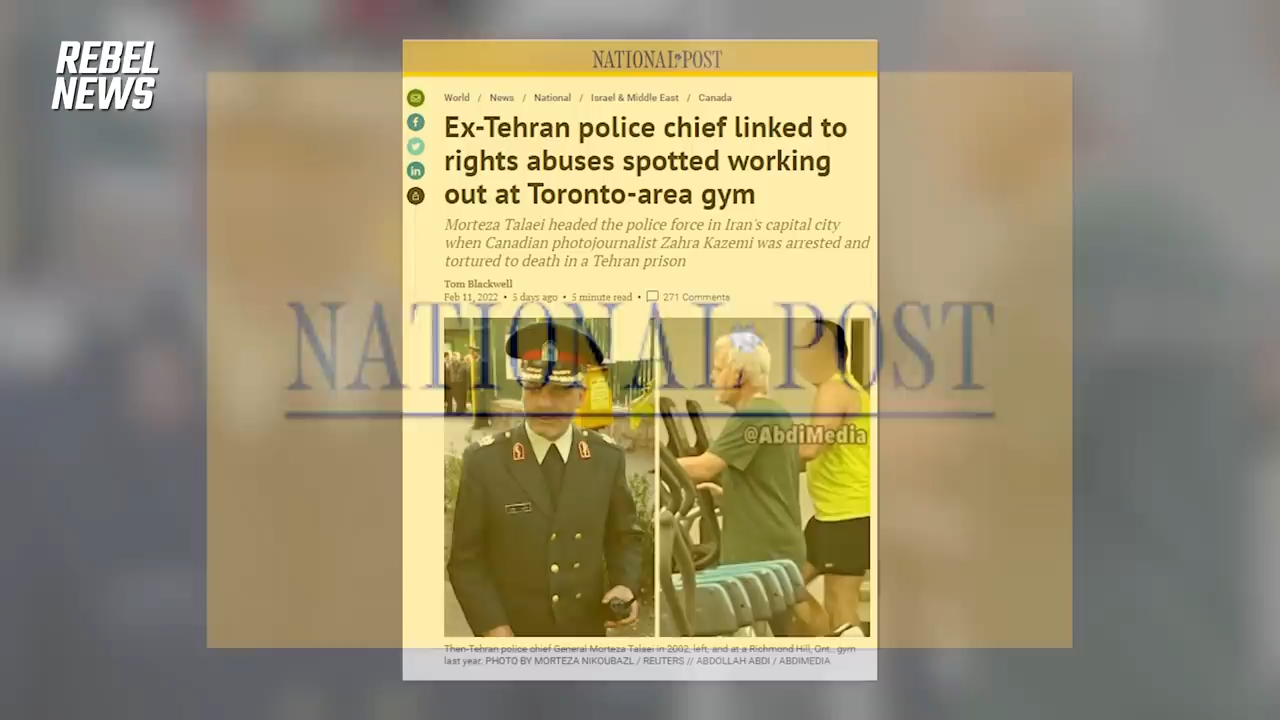 REBEL
NEWS
NATIONAL POST
World / News / National / Israel & Middle East / Canada
Ex-Tehran police chief linked to
rights abuses spotted working
out at Toronto-area gym
Morteza Talaei headed the police force in Iran's capital city
when Canadian photojournalist Zahra Kazemi was arrested and
tortured to death in a Tehran prison
Tom Blackwell
Feb 11, 2022 • 5 days ago • 5 minute read • 271 Comments
NATIONAL POST
@AbdiMedia
Then-Tehran police chief General Morteza Talaei in 2002, left, and at a Richmond Hill, Ont., gym
last year. PHOTO BY MORTEZA NIKOUBAZL / REUTERS // ABDOLLAH ABDI / ABDIMEDIA